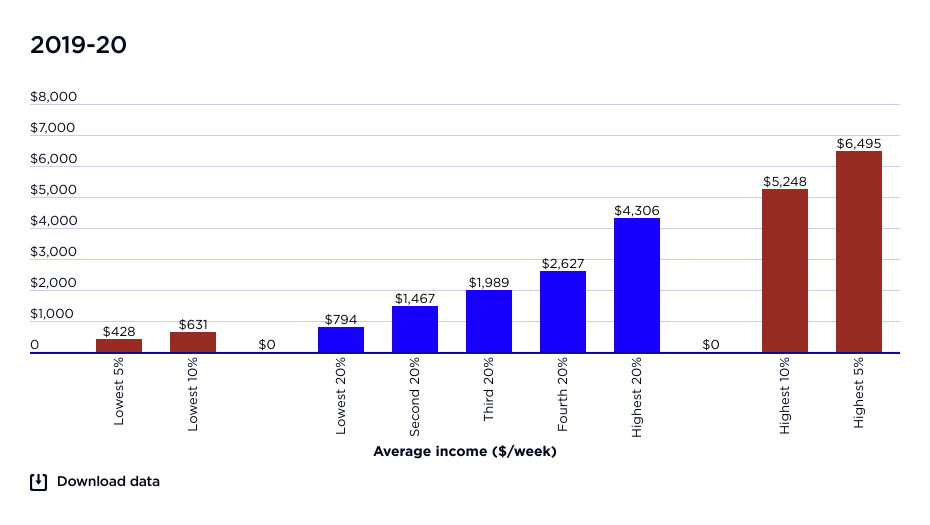 2019-20
$8,000
$7,000
$6,000
$5,000
$4,000
$3,000
$2,000
$1,000
0
$428
$631
$0
$794
$1,467
$1,989
$2,627
$4,306
$0
$5,248
$6,495
Lowest 5%
Lowest 10%
Lowest 20%
Second 20%
Third 20%
Fourth 20%
Highest 20%
Highest 10%
Highest 5%
Average income ($/week)
Download data